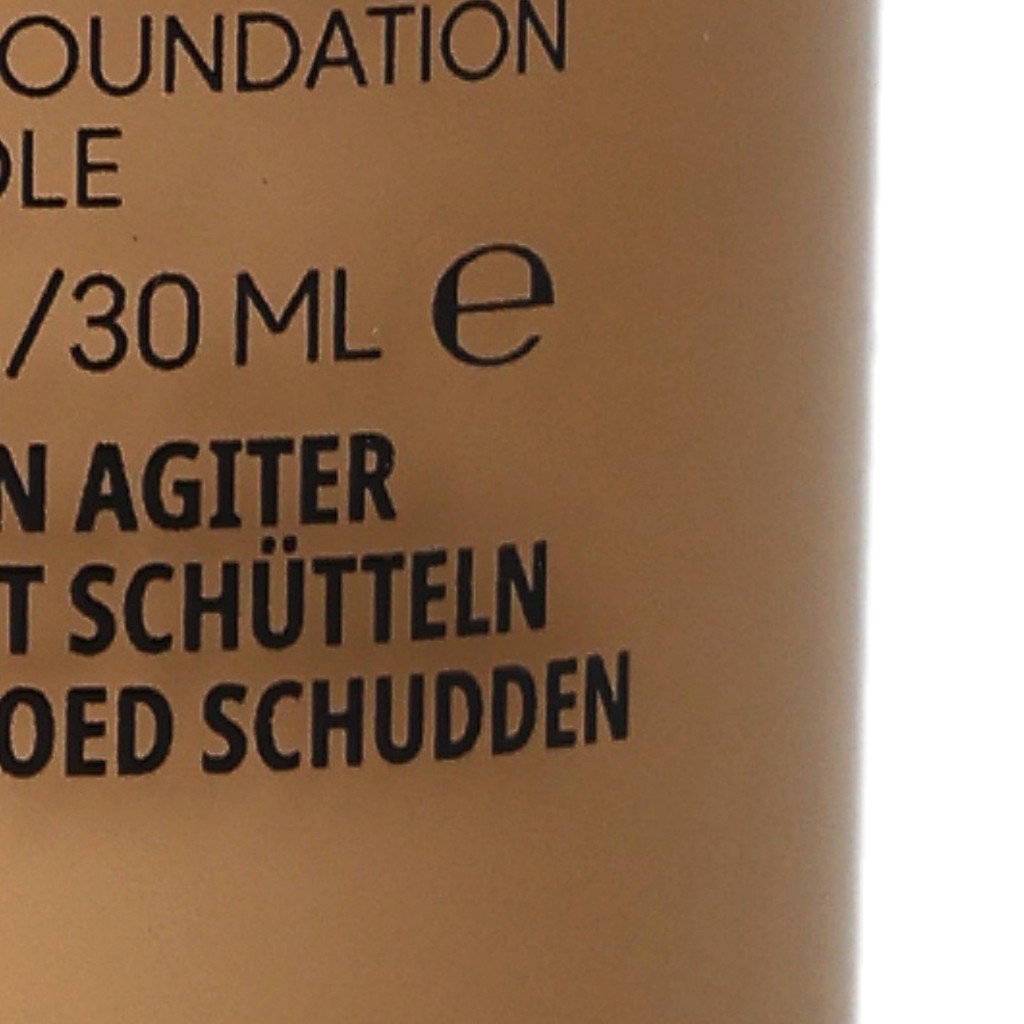 OUNDATION
OLE
/30 ML e
N AGITER
T SCHÜTTELN
OED SCHUDDEN